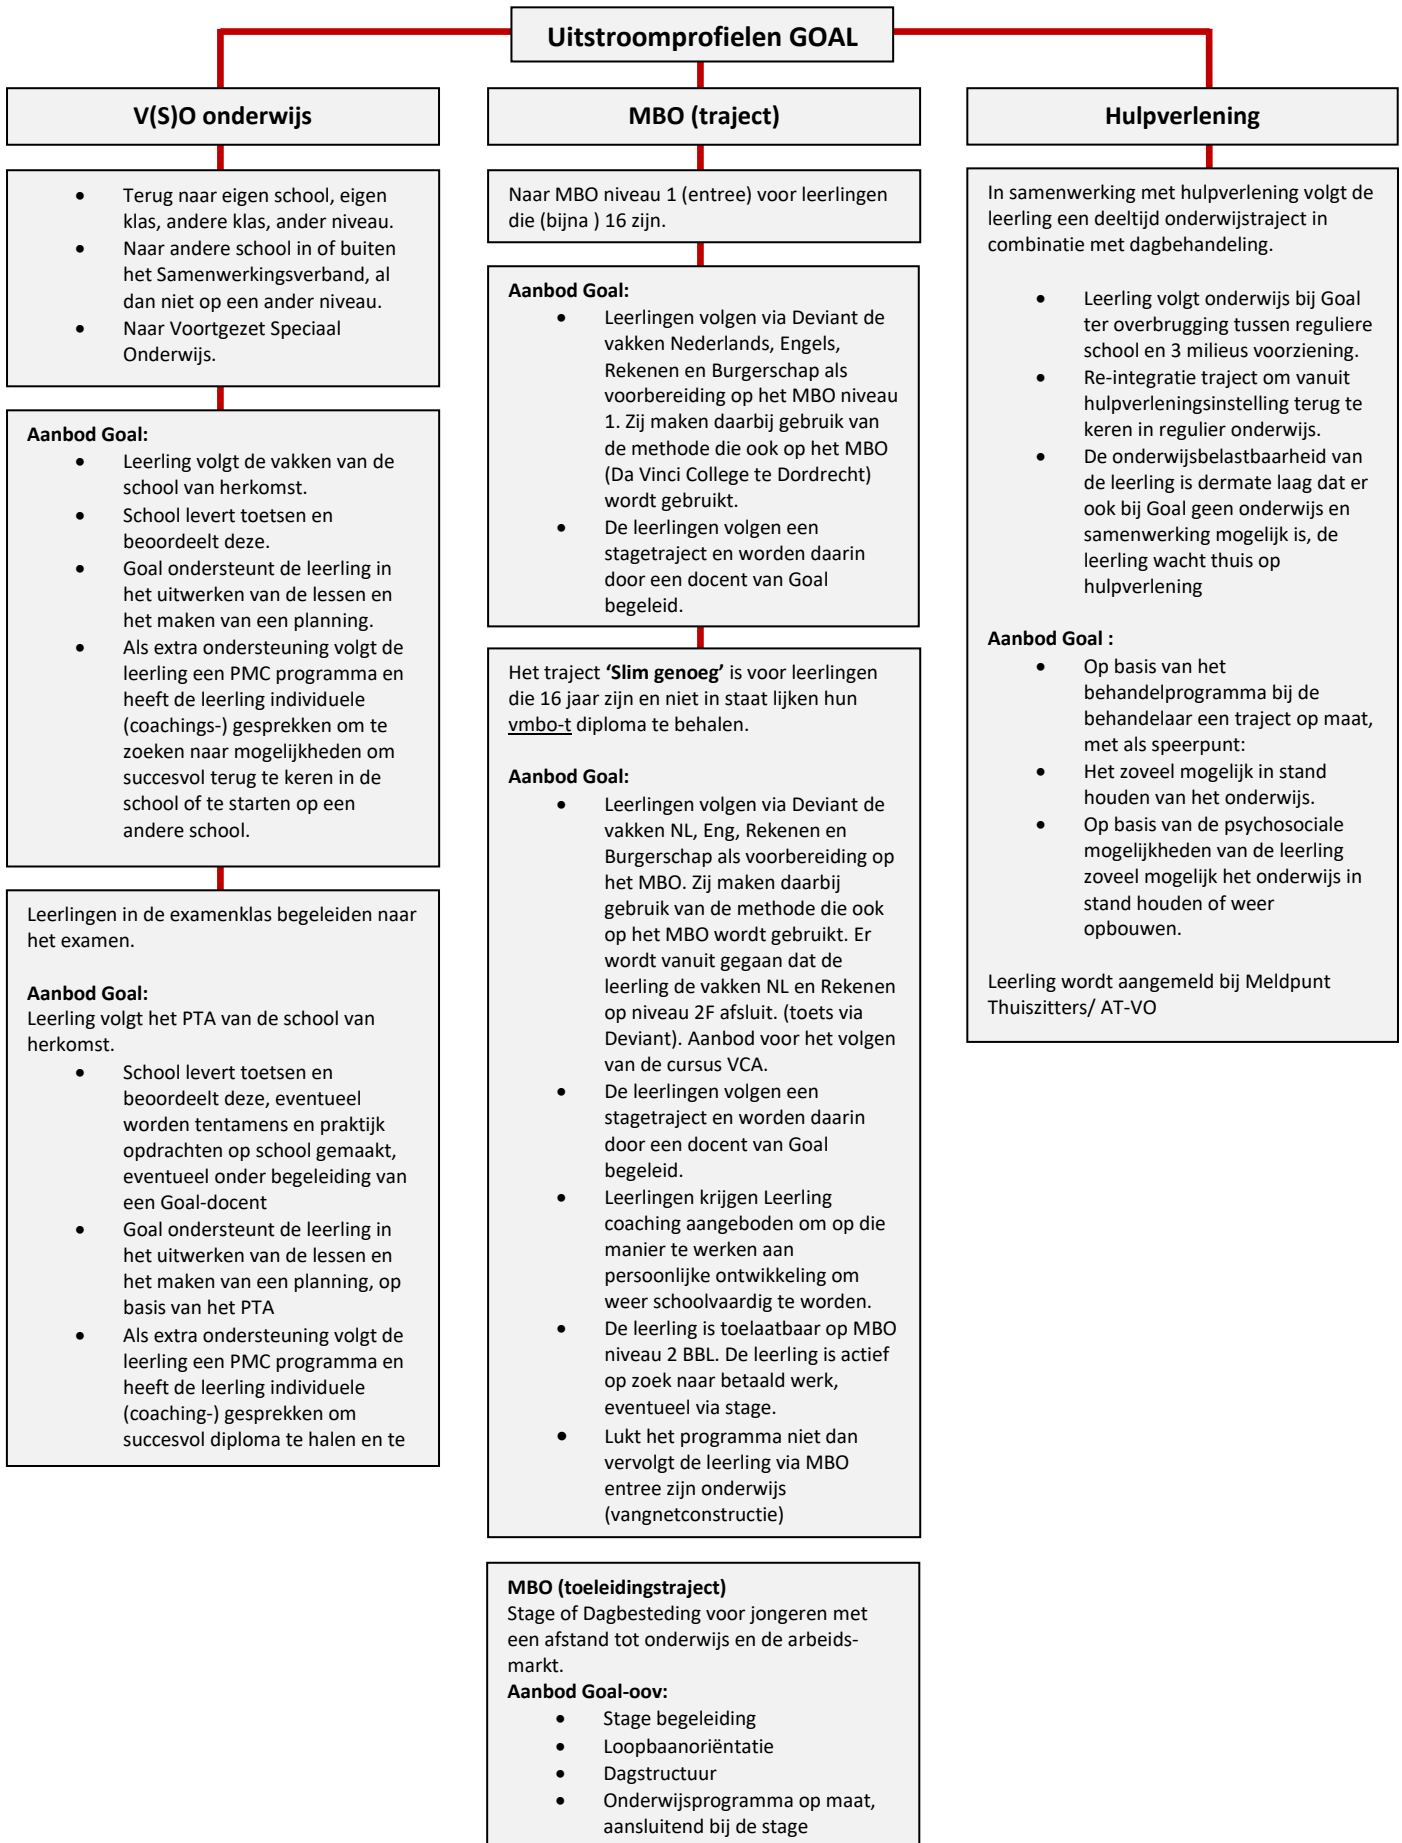 Uitstroomprofielen GOAL
V(S)O onderwijs
• Terug naar eigen school, eigen
klas, andere klas, ander niveau.
• Naar andere school in of buiten
het Samenwerkingsverband, al
dan niet op een ander niveau.
• Naar Voortgezet Speciaal
Onderwijs.
Aanbod Goal:
• Leerling volgt de vakken van de
school van herkomst.
• School levert toetsen en
beoordeelt deze.
• Goal ondersteunt de leerling in
het uitwerken van de lessen en
het maken van een planning.
• Als extra ondersteuning volgt de
leerling een PMC programma en
heeft de leerling individuele
(coachings-) gesprekken om te
zoeken naar mogelijkheden om
succesvol terug te keren in de
school of te starten op een
andere school.
Leerlingen in de examenklas begeleiden naar
het examen.
Aanbod Goal:
Leerling volgt het PTA van de school van
herkomst.
• School levert toetsen en
beoordeelt deze, eventueel
worden tentamens en praktijk
opdrachten op school gemaakt,
eventueel onder begeleiding van
een Goal-docent
• Goal ondersteunt de leerling in
het uitwerken van de lessen en
het maken van een planning, op
basis van het PTA
• Als extra ondersteuning volgt de
leerling een PMC programma en
heeft de leerling individuele
(coaching-) gesprekken om
succesvol diploma te halen en te
MBO (traject)
Naar MBO niveau 1 (entree) voor leerlingen
die (bijna ) 16 zijn.
Aanbod Goal:
• Leerlingen volgen via Deviant de
vakken Nederlands, Engels,
Rekenen en Burgerschap als
voorbereiding op het MBO niveau
1. Zij maken daarbij gebruik van
de methode die ook op het MBO
(Da Vinci College te Dordrecht)
wordt gebruikt.
• De leerlingen volgen een
stagetraject en worden daarin
door een docent van Goal
begeleid.
Het traject ‘Slim genoeg’ is voor leerlingen
die 16 jaar zijn en niet in staat lijken hun
vmbo-t diploma te behalen.
Aanbod Goal:
• Leerlingen volgen via Deviant de
vakken NL, Eng, Rekenen en
Burgerschap als voorbereiding op
het MBO. Zij maken daarbij
gebruik van de methode die ook
op het MBO wordt gebruikt. Er
wordt vanuit gegaan dat de
leerling de vakken NL en Rekenen
op niveau 2F afsluit. (toets via
Deviant). Aanbod voor het volgen
van de cursus VCA.
• De leerlingen volgen een
stagetraject en worden daarin
door een docent van Goal
begeleid.
• Leerlingen krijgen Leerling
coaching aangeboden om op die
manier te werken aan
persoonlijke ontwikkeling om
weer schoolvaardig te worden.
• De leerling is toelaatbaar op MBO
niveau 2 BBL. De leerling is actief
op zoek naar betaald werk,
eventueel via stage.
• Lukt het programma niet dan
vervolgt de leerling via MBO
entree zijn onderwijs
(vangnetconstructie)
MBO (toeleidingstraject)
Stage of Dagbesteding voor jongeren met
een afstand tot onderwijs en de arbeids-
markt.
Aanbod Goal-oov:
• Stage begeleiding
• Loopbaanoriëntatie
• Dagstructuur
• Onderwijsprogramma op maat,
aansluitend bij de stage
Hulpverlening
In samenwerking met hulpverlening volgt de
leerling een deeltijd onderwijstraject in
combinatie met dagbehandeling.
• Leerling volgt onderwijs bij Goal
ter overbrugging tussen reguliere
school en 3 milieus voorziening.
• Re-integratie traject om vanuit
hulpverleningsinstelling terug te
keren in regulier onderwijs.
• De onderwijsbelastbaarheid van
de leerling is dermate laag dat er
ook bij Goal geen onderwijs en
samenwerking mogelijk is, de
leerling wacht thuis op
hulpverlening
Aanbod Goal :
• Op basis van het
behandelprogramma bij de
behandelaar een traject op maat,
met als speerpunt:
• Het zoveel mogelijk in stand
houden van het onderwijs.
• Op basis van de psychosociale
mogelijkheden van de leerling
zoveel mogelijk het onderwijs in
stand houden of weer
opbouwen.
Leerling wordt aangemeld bij Meldpunt
Thuiszitters/ AT-VO